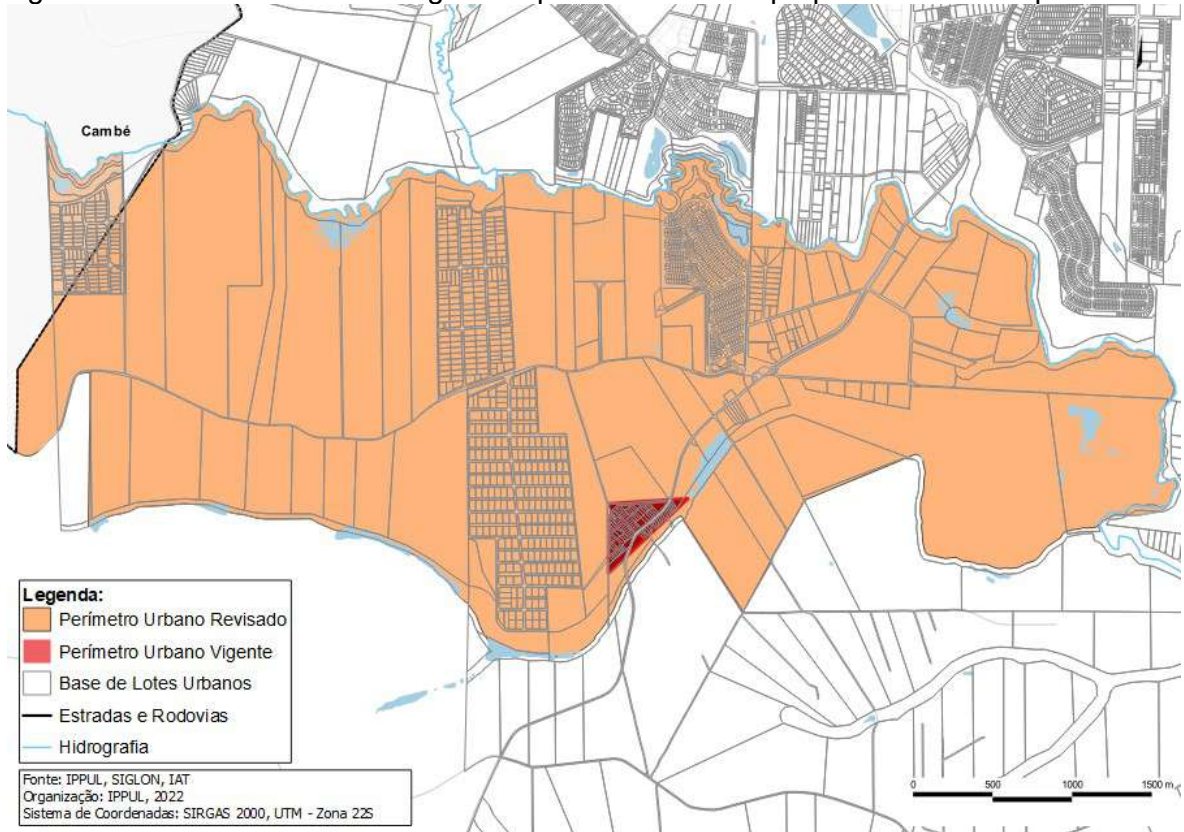 Cambé
Legenda:
Perímetro Urbano Revisado
Perímetro Urbano Vigente
Base de Lotes Urbanos
Estradas e Rodovias
Hidrografia
Fonte: IPPUL, SIGLON, IAT
Organização: IPPUL, 2022
Sistema de Coordenadas: SIRGAS 2000, UTM - Zona 22S
0 500 1000 1500 m